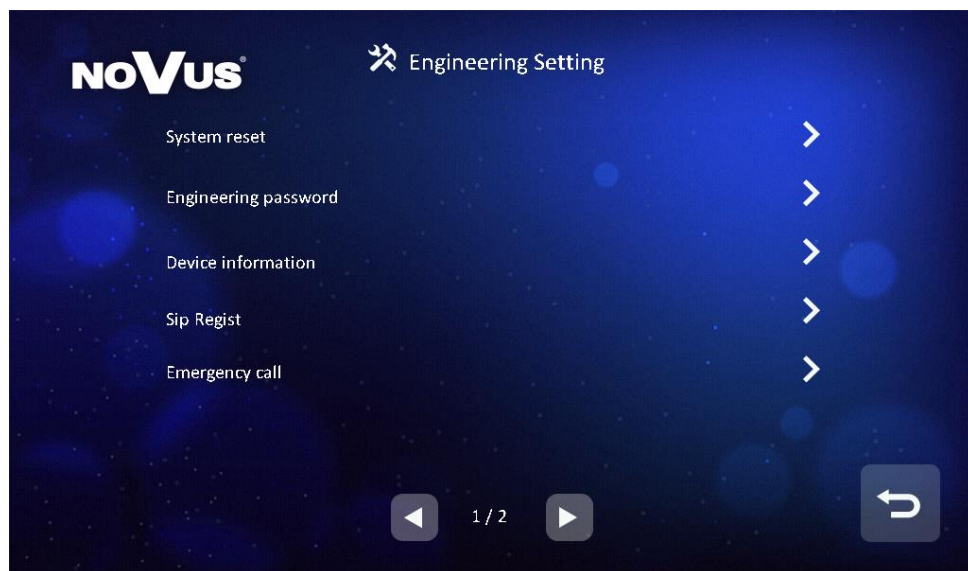 NOVUS®
Engineering Setting
System reset
Engineering password
Device information
Sip Regist
Emergency call
1 / 2